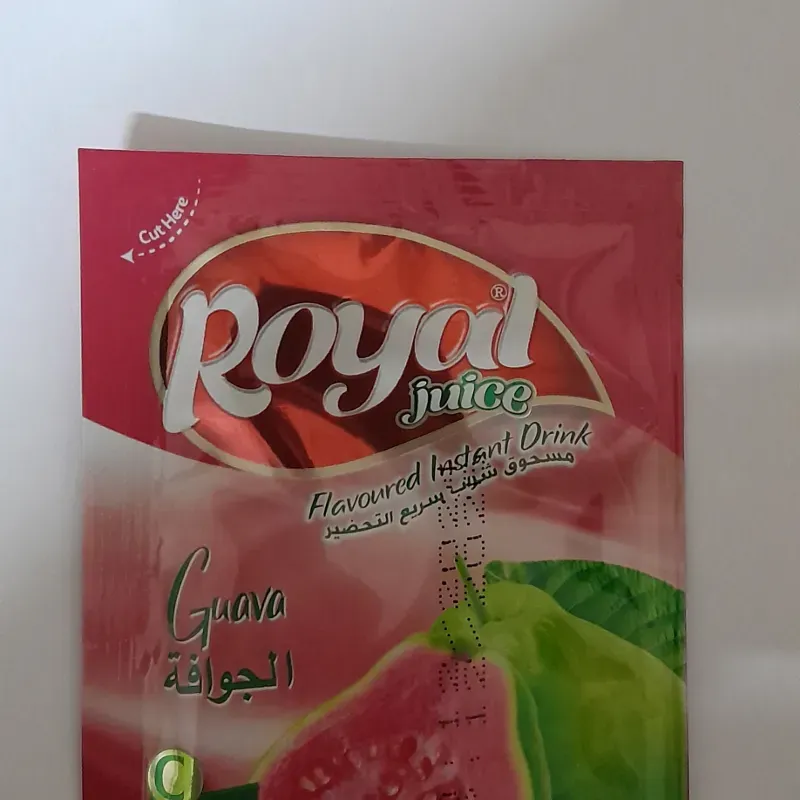 Cut Here
Royal®
juice
Flavoured Instant Drink
مسحوق شراب سريع التحضير
Guava
الجوافة
C